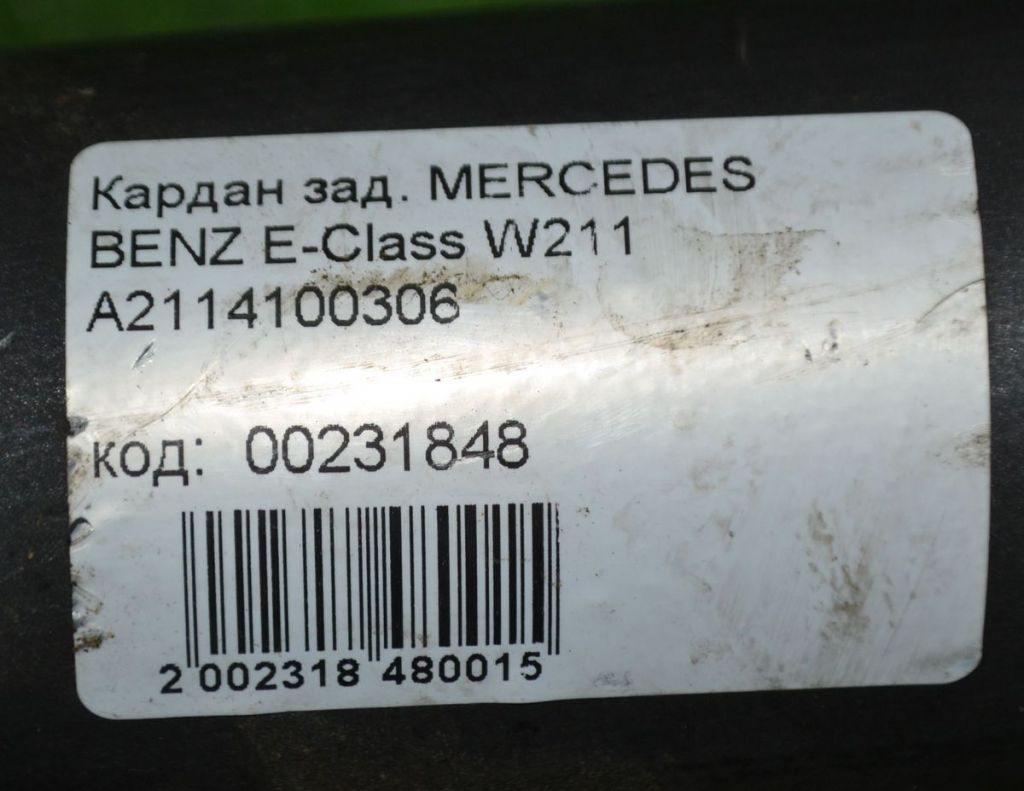 Кардан зад. MERCEDES
BENZ E-Class W211
A2114100306
код: 00231848
2 002318 480015